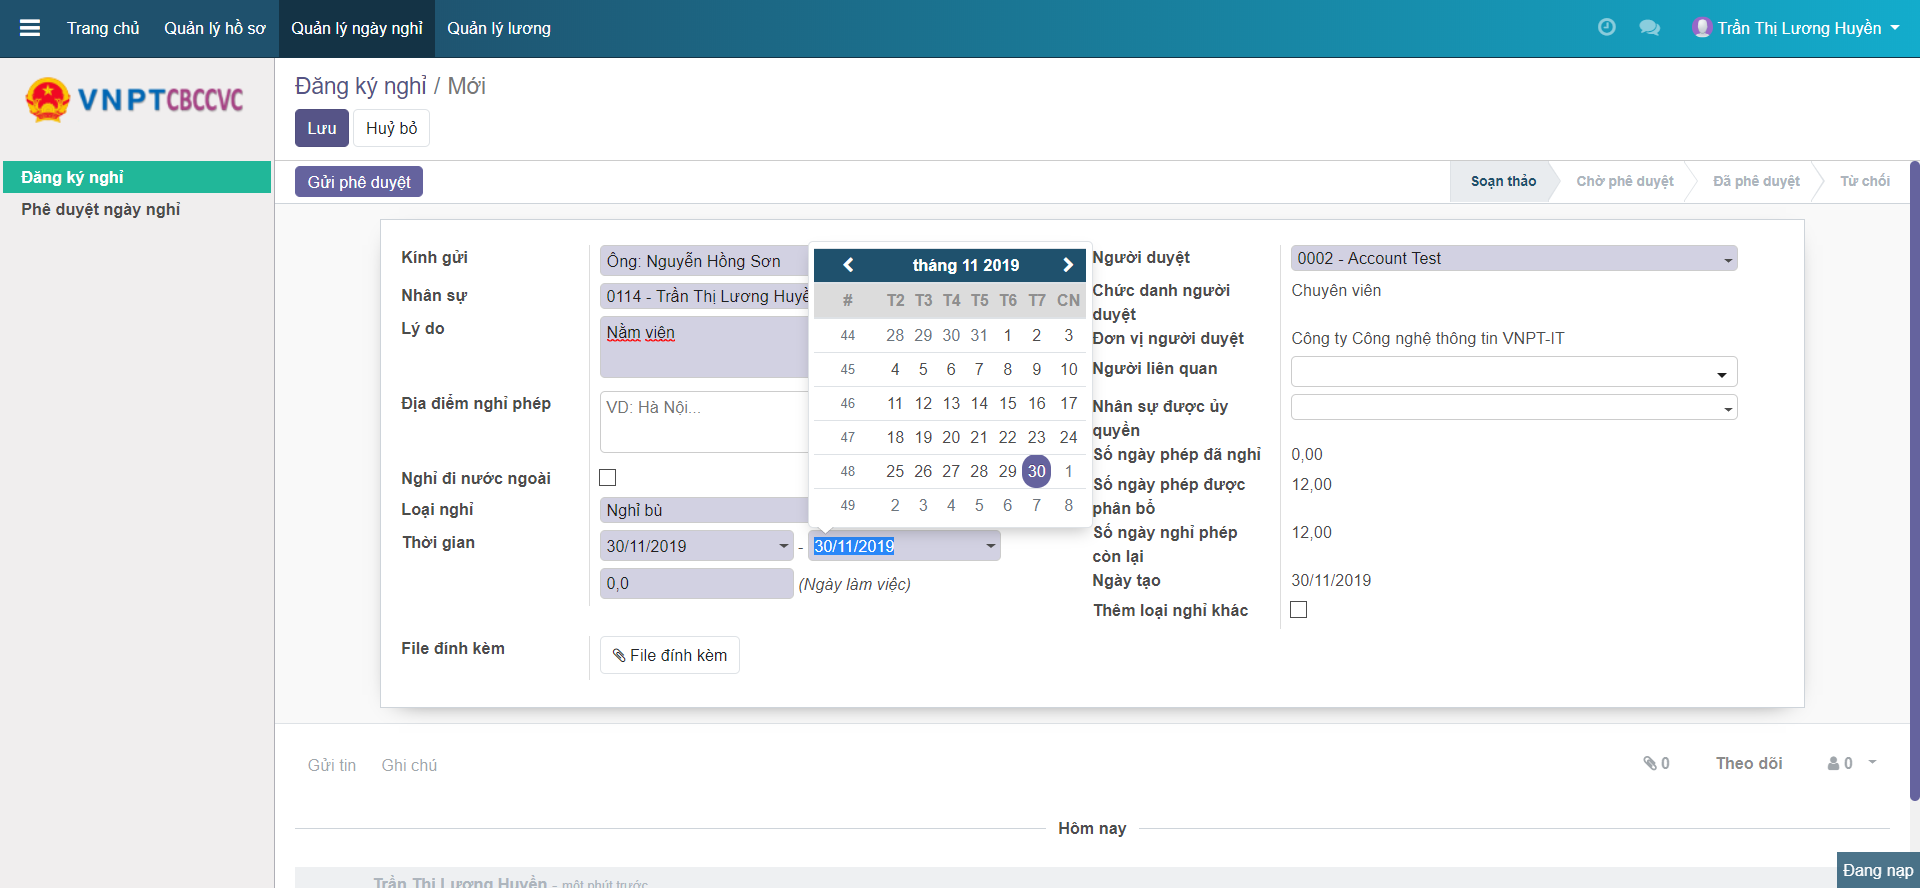 Trang chủ Quản lý hồ sơ Quản lý ngày nghỉ Quản lý lương Trần Thị Lương Huyền
VNPT CBCCVC
Đăng ký nghỉ
Phê duyệt ngày nghỉ
Đăng ký nghỉ / Mới
Lưu Huỷ bỏ
Gửi phê duyệt
Soạn thảo Chờ phê duyệt Đã phê duyệt Từ chối
Kính gửi Ông: Nguyễn Hồng Sơn
Nhân sự 0114 - Trần Thị Lương Huyề
Lý do Nằm viên
Địa điểm nghỉ phép VD: Hà Nội...
Nghỉ đi nước ngoài
Loại nghỉ Nghỉ bù
Thời gian 30/11/2019 - 30/11/2019
0,0 (Ngày làm việc)
File đính kèm File đính kèm
tháng 11 2019
# T2 T3 T4 T5 T6 T7 CN
44 28 29 30 31 1 2 3
45 4 5 6 7 8 9 10
46 11 12 13 14 15 16 17
47 18 19 20 21 22 23 24
48 25 26 27 28 29 30 1
49 2 3 4 5 6 7 8
Người duyệt 0002 - Account Test
Chức danh người Chuyên viên
duyệt
Đơn vị người duyệt Công ty Công nghệ thông tin VNPT-IT
Người liên quan
Nhân sự được ủy
quyền
Số ngày phép đã nghỉ 0,00
Số ngày phép được 12,00
phân bổ
Số ngày nghỉ phép 12,00
còn lại
Ngày tạo 30/11/2019
Thêm loại nghỉ khác
Gửi tin Ghi chú 0 Theo dõi 0
Hôm nay
Trần Thị Lương Huyền - một phút trước
Đang nạp